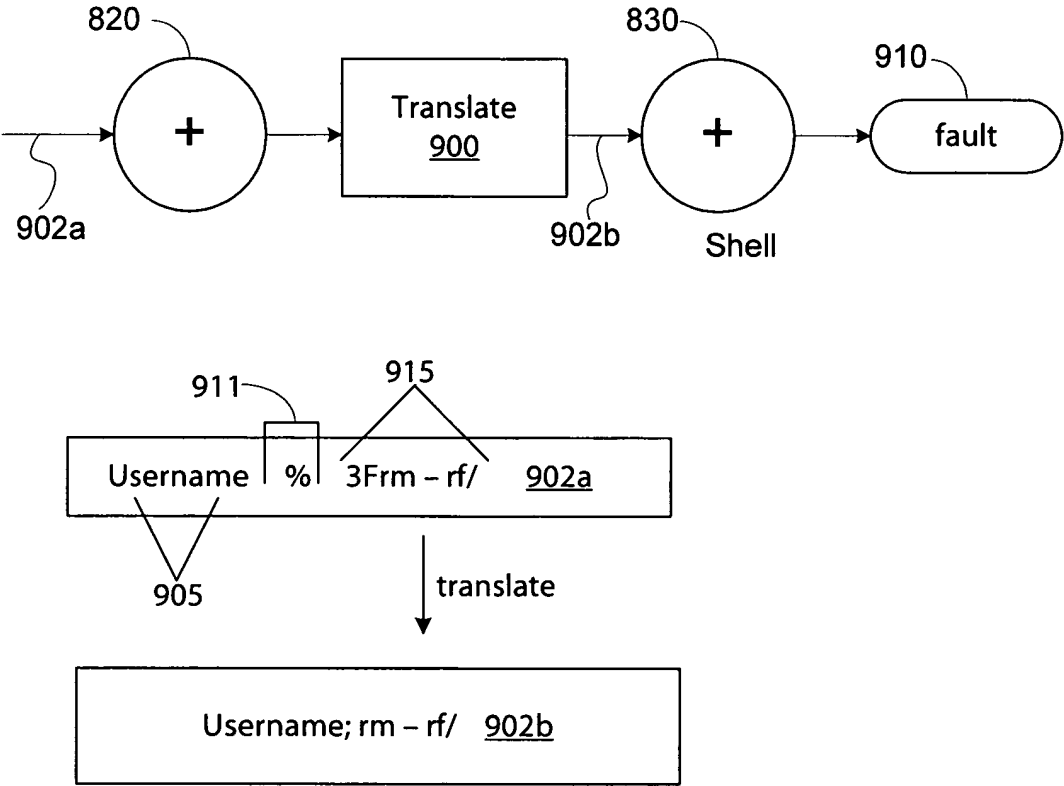 820
830
910
+
Translate
900
+
fault
902a
902b
Shell
911
915
Username % 3Frm – rf/ 902a
905
translate
Username; rm – rf/ 902b